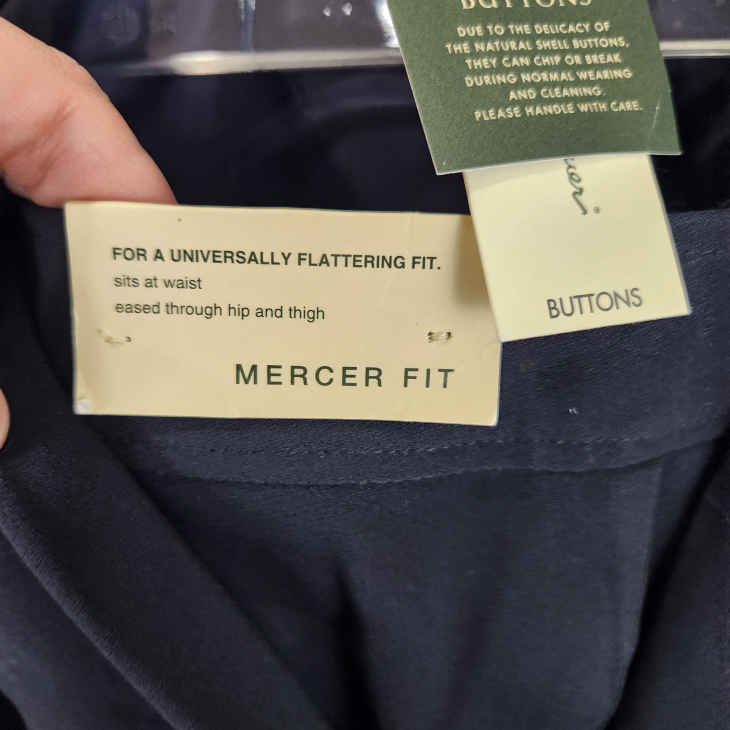 BUTTONS
DUE TO THE DELICACY OF
THE NATURAL SHELL BUTTONS,
THEY CAN CHIP OR BREAK
DURING NORMAL WEARING
AND CLEANING.
PLEASE HANDLE WITH CARE.
BUTTONS
FOR A UNIVERSALLY FLATTERING FIT.
sits at waist
eased through hip and thigh
MERCER FIT